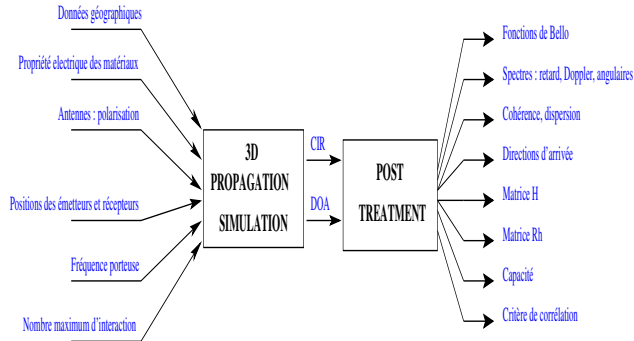 Données géographiques
Propriété electrique des matériaux
Antennes : polarisation
Positions des émetteurs et récepteurs
Fréquence porteuse
Nombre maximum d'interaction
3D
PROPAGATION
SIMULATION
CIR
DOA
POST
TREATMENT
Fonctions de Bello
Spectres : retard, Doppler, angulaires
Cohérence, dispersion
Directions d'arrivée
Matrice H
Matrice Rh
Capacité
Critère de corrélation